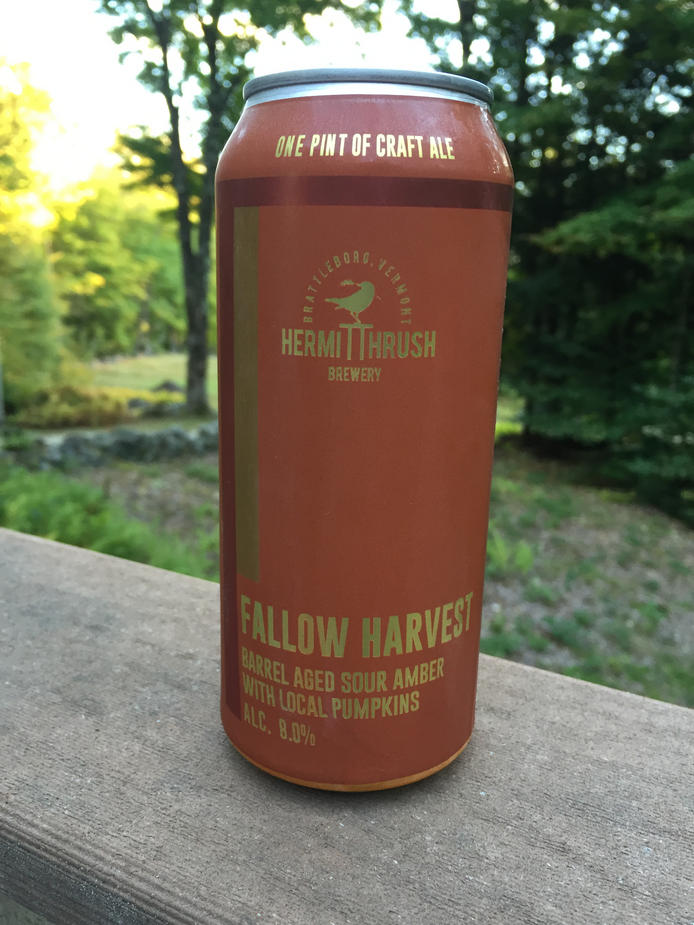 ONE PINT OF CRAFT ALE
BRATTLEBORO, VERMONT
HERMIT THRUSH
BREWERY
FALLOW HARVEST
BARREL AGED SOUR AMBER
WITH LOCAL PUMPKINS
ALC. 8.0%